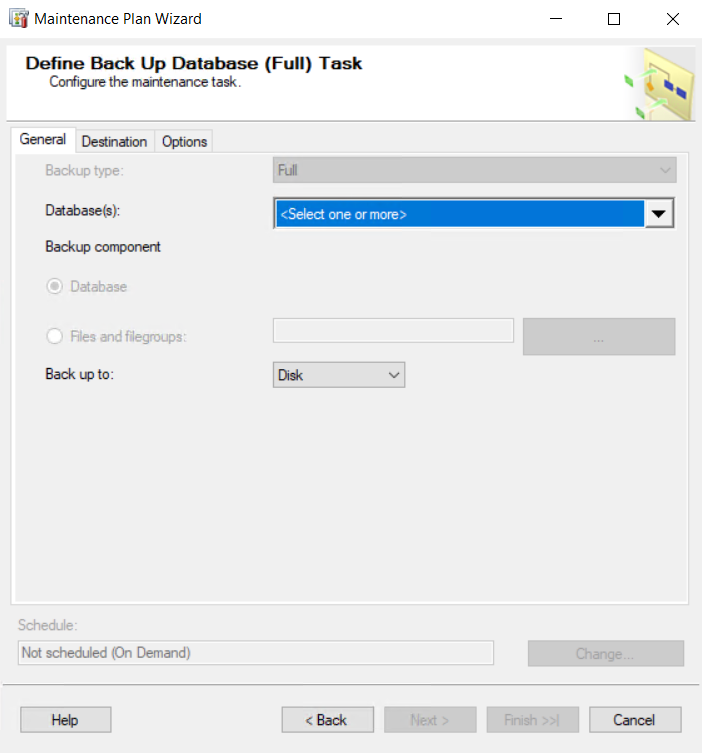 Maintenance Plan Wizard
Define Back Up Database (Full) Task
Configure the maintenance task.
General Destination Options
Backup type: Full
Database(s): <Select one or more>
Backup component
Database
Files and filegroups: ...
Back up to: Disk
Schedule:
Not scheduled (On Demand) Change...
Help < Back Next > Finish >>| Cancel